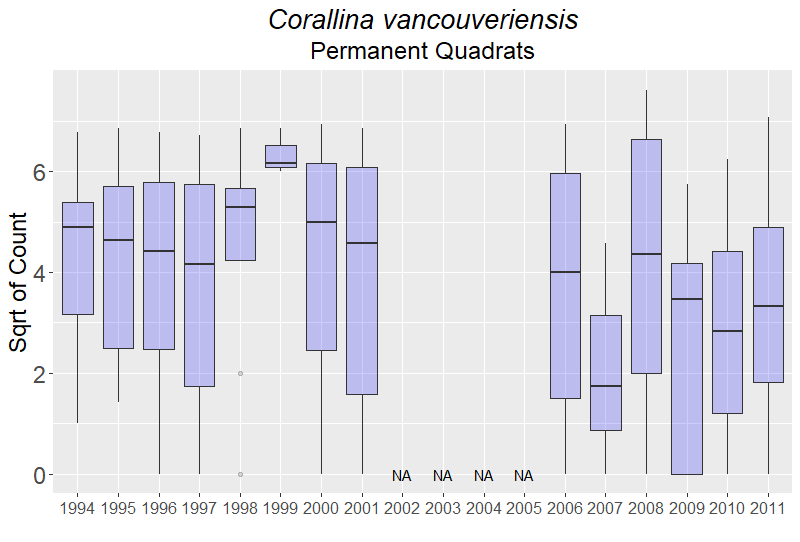 Corallina vancouveriensis
Permanent Quadrats
Sqrt of Count
6
4
2
0
NA NA NA NA
1994 1995 1996 1997 1998 1999 2000 2001 2002 2003 2004 2005 2006 2007 2008 2009 2010 2011